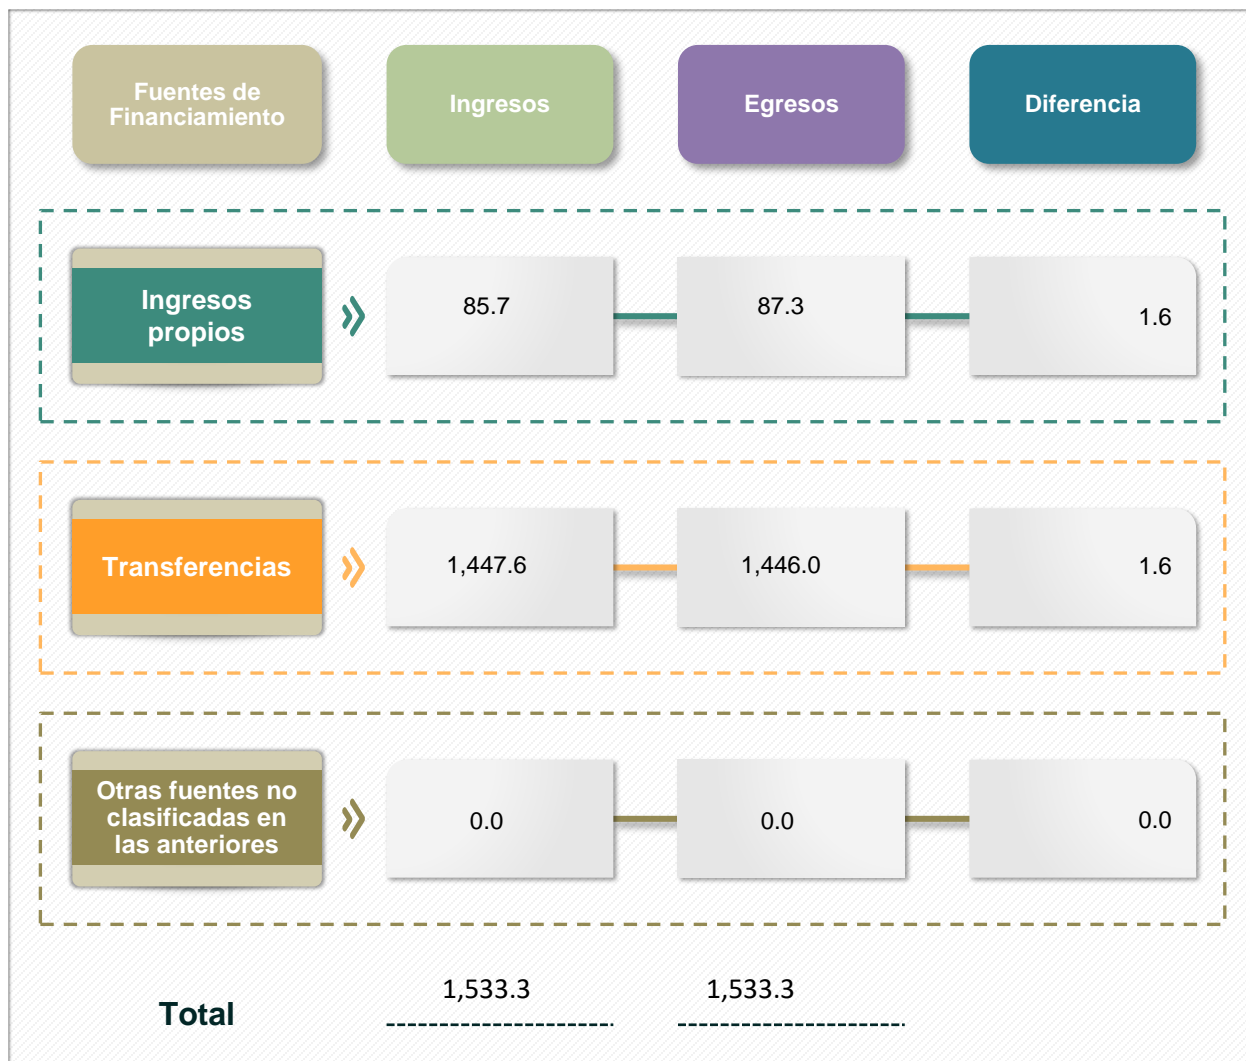 Fuentes de
Financiamiento
Ingresos
Egresos
Diferencia
Ingresos
propios
85.7
87.3
1.6
Transferencias
1,447.6
1,446.0
1.6
Otras fuentes no
clasificadas en
las anteriores
0.0
0.0
0.0
Total
1,533.3
1,533.3